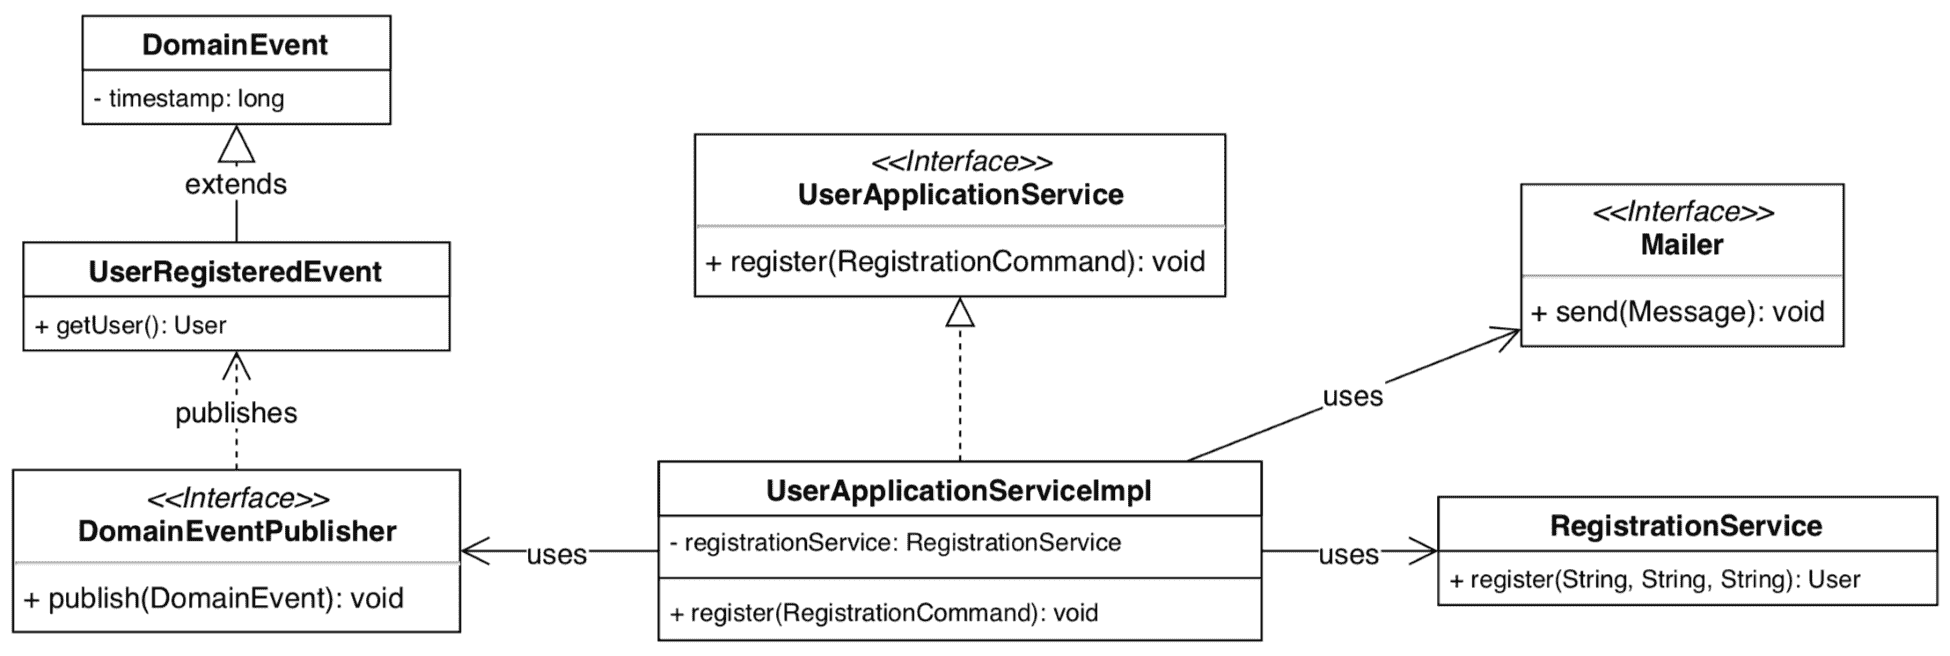 DomainEvent
- timestamp: long
extends
UserRegisteredEvent
+ getUser(): User
publishes
<<Interface>>
DomainEventPublisher
+ publish(DomainEvent): void
uses
<<Interface>>
UserApplicationService
+ register(RegistrationCommand): void
UserApplicationServiceImpl
- registrationService: RegistrationService
+ register(RegistrationCommand): void
uses
<<Interface>>
Mailer
+ send(Message): void
uses
RegistrationService
+ register(String, String, String): User